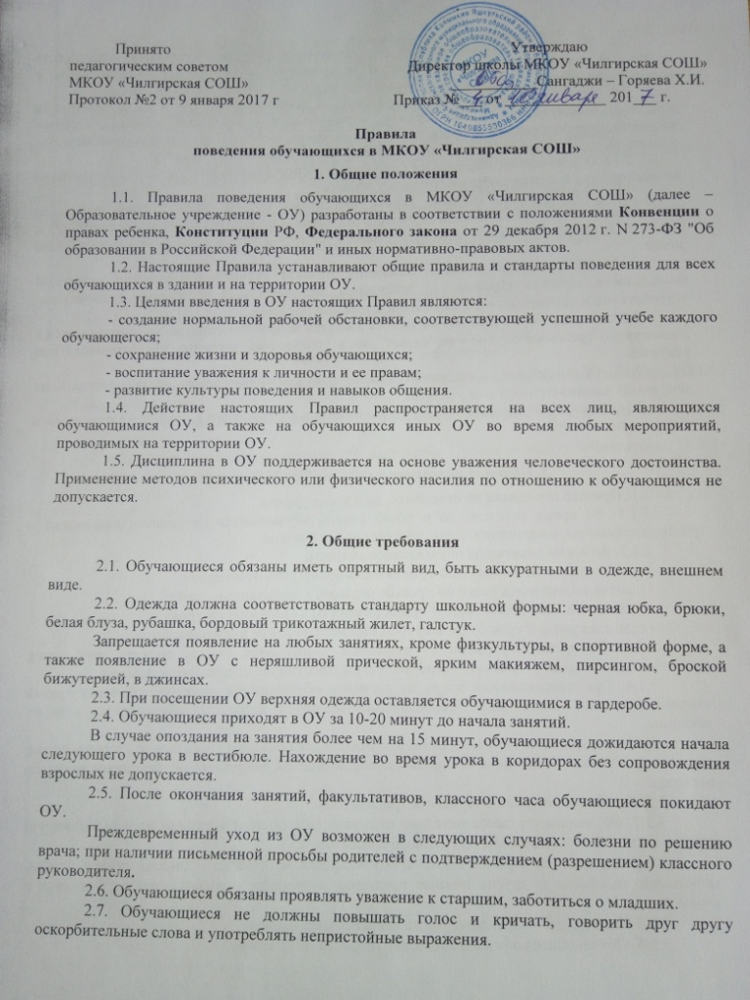 Принято
педагогическим советом
МКОУ «Чилгирская СОШ»
Протокол №2 от 9 января 2017 г
Утверждаю
Директор школы МКОУ «Чилгирская СОШ»
Сангаджи – Горяева Х.И.
Приказ № 4 от января 2017 г.
Правила
поведения обучающихся в МКОУ «Чилгирская СОШ»
1. Общие положения
1.1. Правила поведения обучающихся в МКОУ «Чилгирская СОШ» (далее –
Образовательное учреждение - ОУ) разработаны в соответствии с положениями Конвенции о
правах ребенка, Конституции РФ, Федерального закона от 29 декабря 2012 г. N 273-ФЗ "Об
образовании в Российской Федерации" и иных нормативно-правовых актов.
1.2. Настоящие Правила устанавливают общие правила и стандарты поведения для всех
обучающихся в здании и на территории ОУ.
1.3. Целями введения в ОУ настоящих Правил являются:
- создание нормальной рабочей обстановки, соответствующей успешной учебе каждого
обучающегося;
- сохранение жизни и здоровья обучающихся;
- воспитание уважения к личности и ее правам;
- развитие культуры поведения и навыков общения.
1.4. Действие настоящих Правил распространяется на всех лиц, являющихся
обучающимися ОУ, а также на обучающихся иных ОУ во время любых мероприятий,
проводимых на территории ОУ.
1.5. Дисциплина в ОУ поддерживается на основе уважения человеческого достоинства.
Применение методов психического или физического насилия по отношению к обучающимся не
допускается.
2. Общие требования
2.1. Обучающиеся обязаны иметь опрятный вид, быть аккуратными в одежде, внешнем
виде.
2.2. Одежда должна соответствовать стандарту школьной формы: черная юбка, брюки,
белая блуза, рубашка, бордовый трикотажный жилет, галстук.
Запрещается появление на любых занятиях, кроме физкультуры, в спортивной форме, а
также появление в ОУ с неряшливой прической, ярким макияжем, пирсингом, броской
бижутерией, в джинсах.
2.3. При посещении ОУ верхняя одежда оставляется обучающимися в гардеробе.
2.4. Обучающиеся приходят в ОУ за 10-20 минут до начала занятий.
В случае опоздания на занятия более чем на 15 минут, обучающиеся дожидаются начала
следующего урока в вестибюле. Нахождение во время урока в коридорах без сопровождения
взрослых не допускается.
2.5. После окончания занятий, факультативов, классного часа обучающиеся покидают
ОУ.
Преждевременный уход из ОУ возможен в следующих случаях: болезни по решению
врача; при наличии письменной просьбы родителей с подтверждением (разрешением) классного
руководителя.
2.6. Обучающиеся обязаны проявлять уважение к старшим, заботиться о младших.
2.7. Обучающиеся не должны повышать голос и кричать, говорить друг другу
оскорбительные слова и употреблять непристойные выражения.